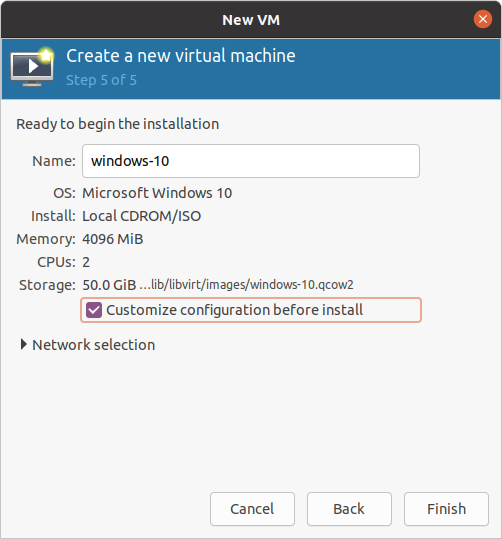 New VM
Create a new virtual machine
Step 5 of 5
Ready to begin the installation
Name: windows-10
OS: Microsoft Windows 10
Install: Local CDROM/ISO
Memory: 4096 MiB
CPUs: 2
Storage: 50.0 GiB ...lib/libvirt/images/windows-10.qcow2
Customize configuration before install
Network selection
Cancel Back Finish